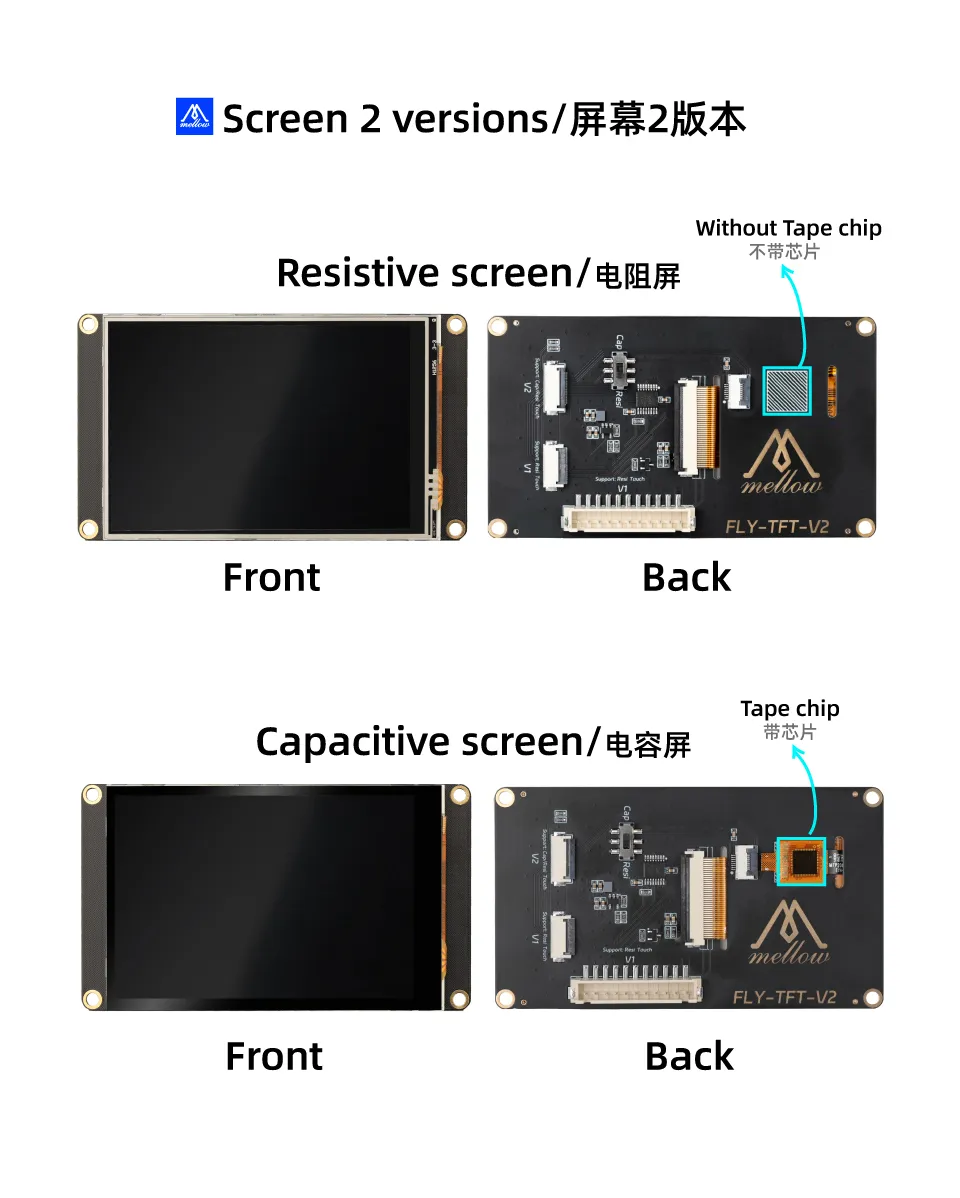 mellow
Screen 2 versions/屏幕2版本
Without Tape chip
不带芯片
Resistive screen/电阻屏
Cap
Resi
Support Cap/Resi Touch
V2
Support Resi Touch
V1
Support Resi Touch
V1
mellow
FLY-TFT-V2
Front
Back
Tape chip
带芯片
Capacitive screen/电容屏
Cap
Resi
Support Cap/Resi Touch
V2
Support Resi Touch
V1
Support Resi Touch
V1
mellow
FLY-TFT-V2
Front
Back